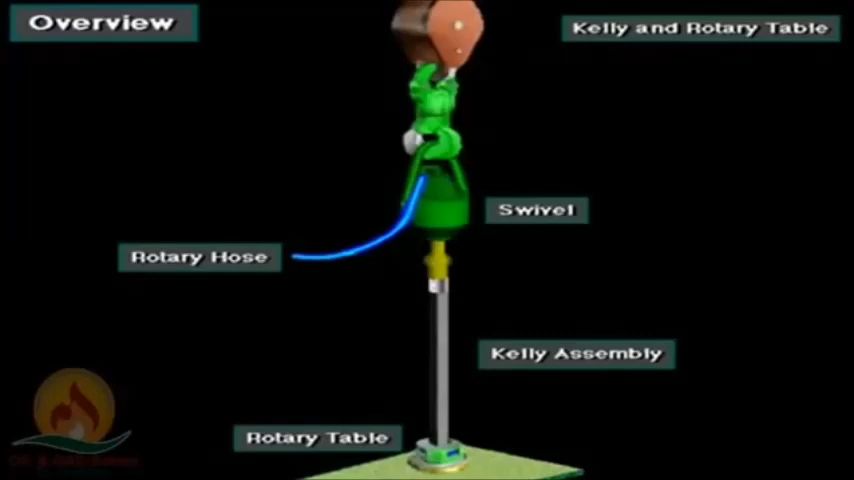 Overview
Kelly and Rotary Table
Swivel
Rotary Hose
Kelly Assembly
Rotary Table